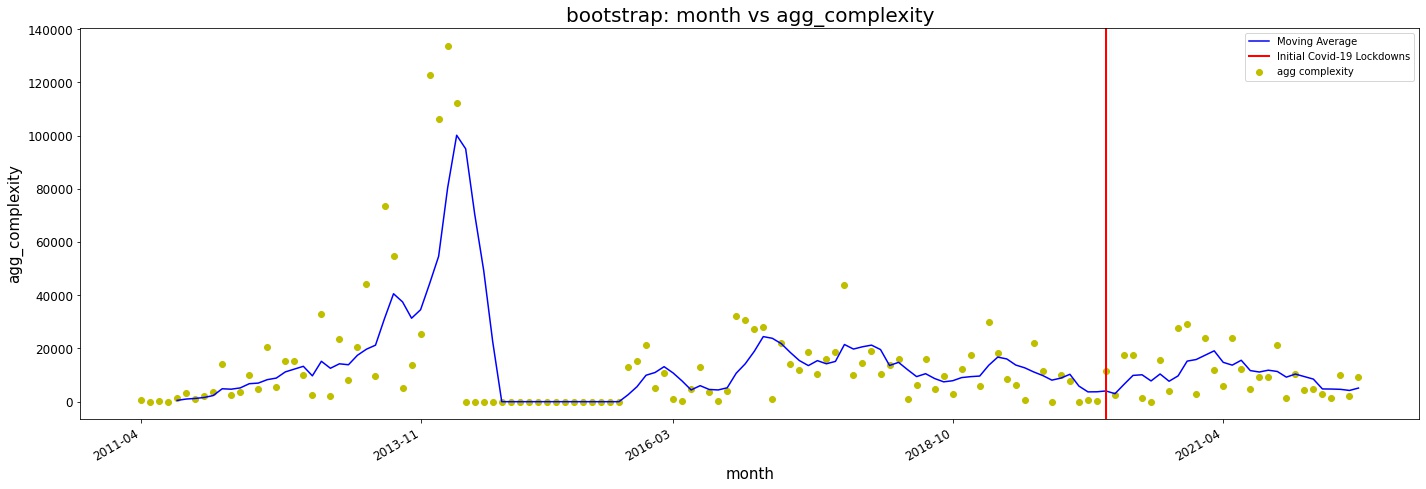 bootstrap: month vs agg_complexity
Moving Average
Initial Covid-19 Lockdowns
agg complexity
140000
120000
100000
80000
60000
40000
20000
0
agg_complexity
2011-04
2013-11
2016-03
2018-10
2021-04
month